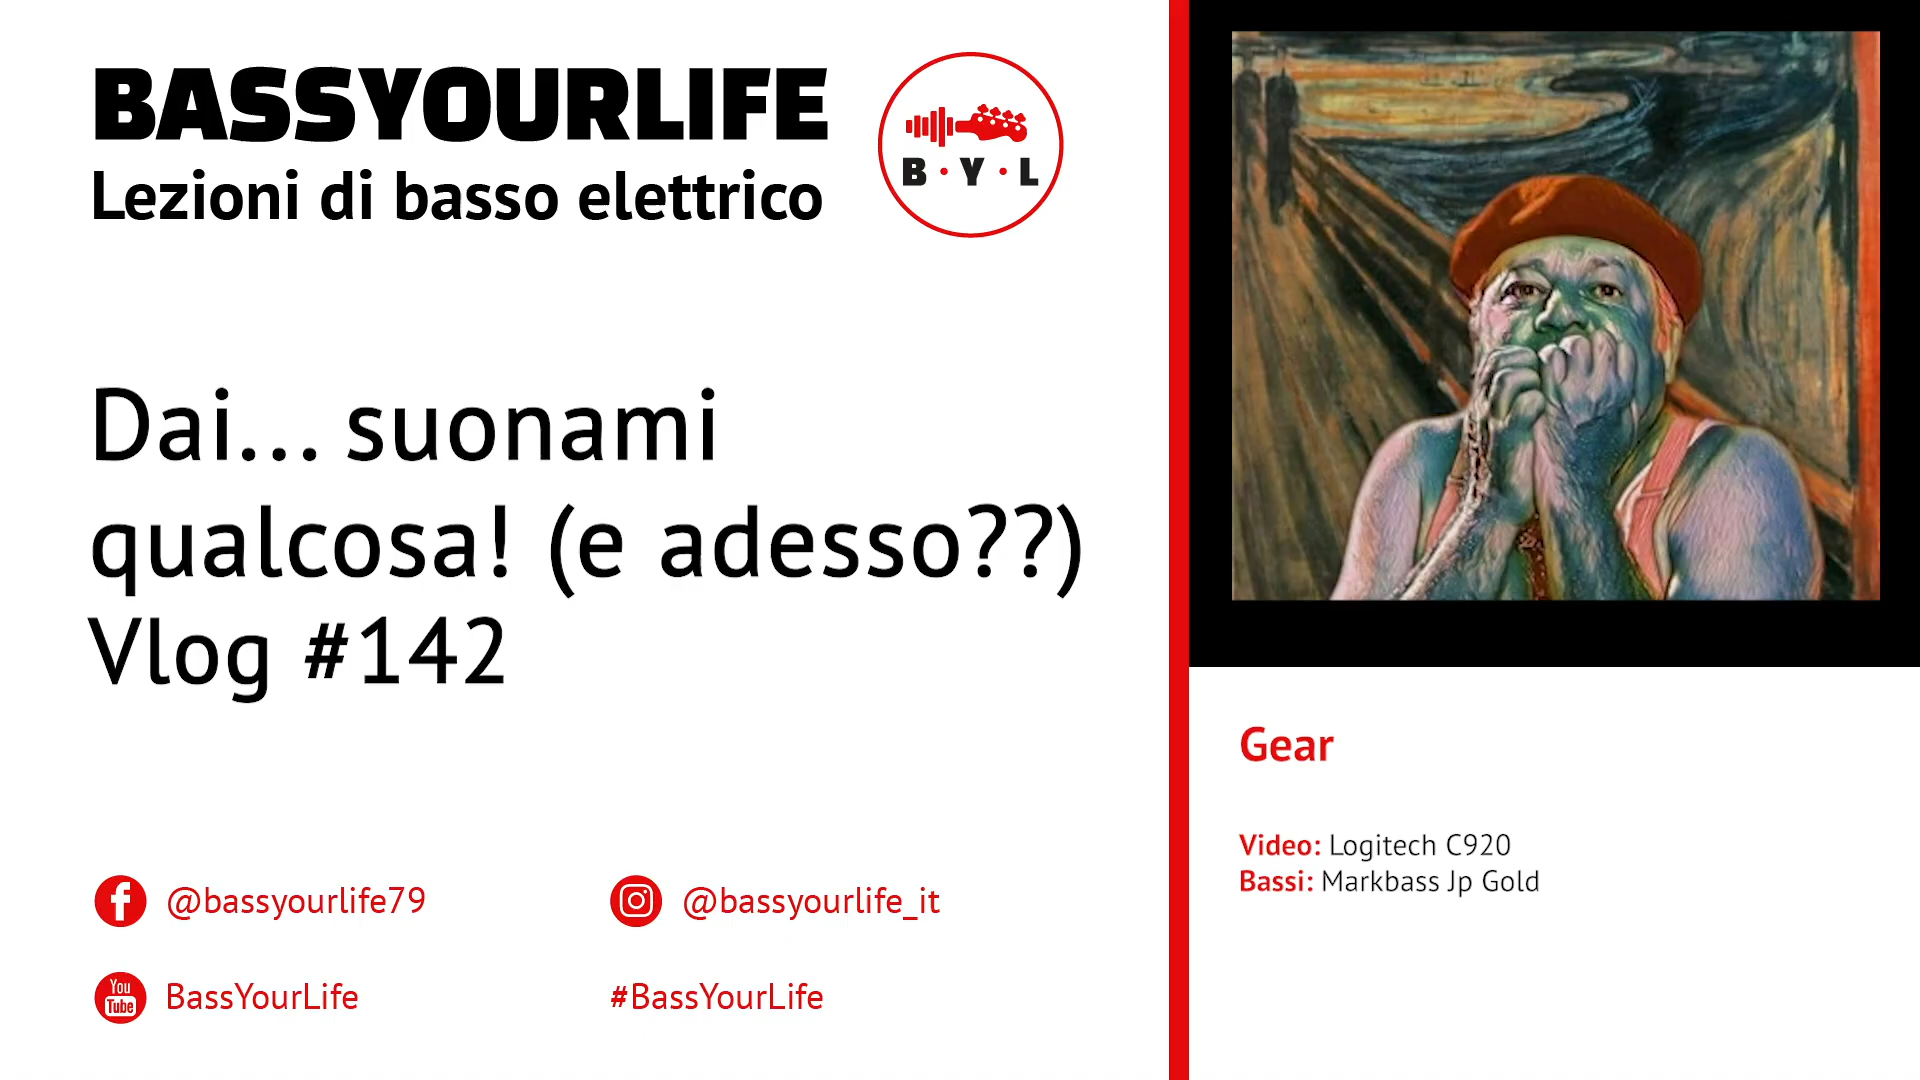 BASSYOURLIFE
Lezioni di basso elettrico
B · Y · L
Dai... suonami
qualcosa! (e adesso??)
Vlog #142
@bassyourlife79
@bassyourlife_it
You
Tube
BassYourLife
#BassYourLife
Gear
Video: Logitech C920
Bassi: Markbass Jp Gold